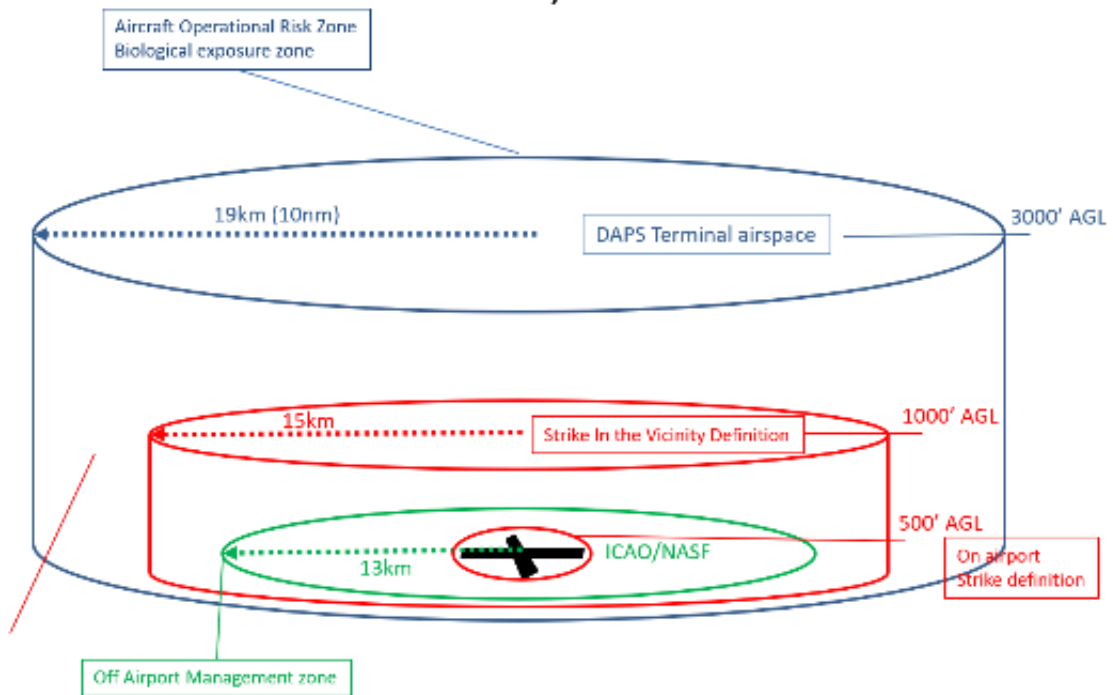 Aircraft Operational Risk Zone
Biological exposure zone
19km (10nm)
DAPS Terminal airspace
3000' AGL
15km
Strike In the Vicinity Definition
1000' AGL
500' AGL
ICAO/NASF
On airport
Strike definition
13km
Off Airport Management zone